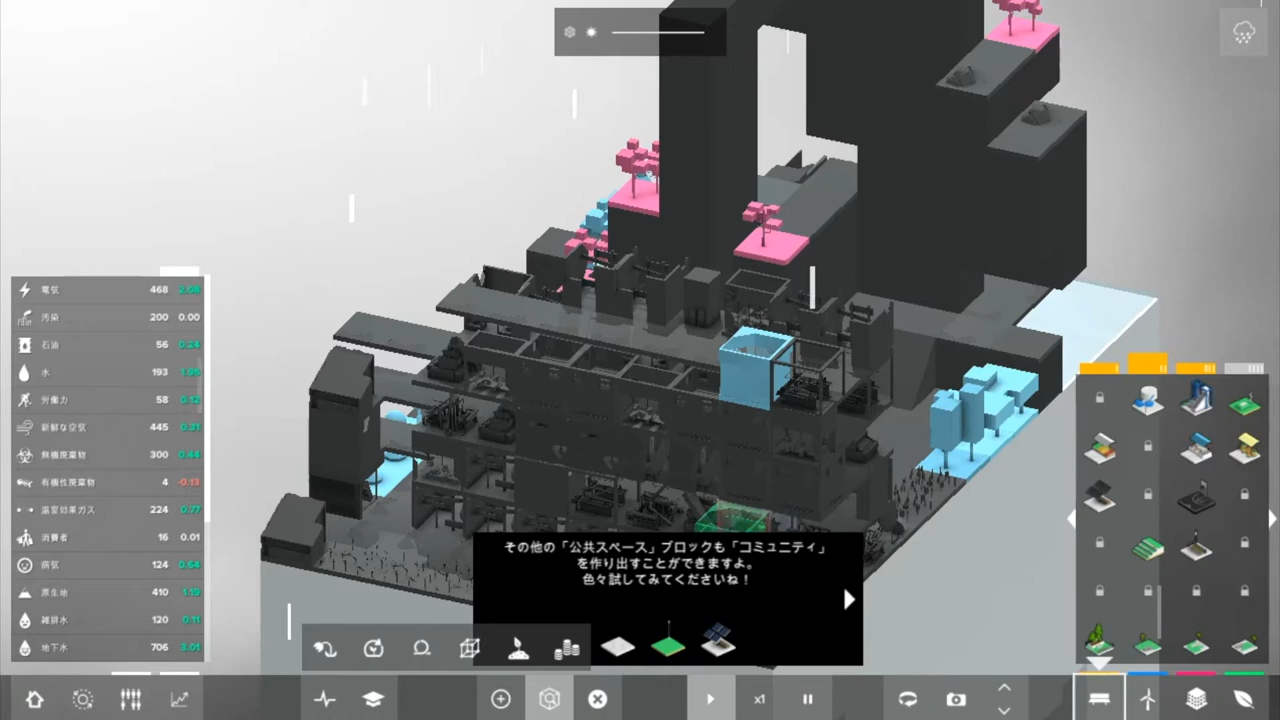 電気 468 2.08
汚染 200 0.00
石油 56 0.24
水 193 1.95
労働力 58 0.12
新鮮な空気 445 0.31
無機廃棄物 300 0.44
有機性廃棄物 4 -0.13
温室効果ガス 224 0.77
消費者 16 0.01
病気 124 0.64
原生地 410 1.19
雑排水 120 0.11
地下水 706 3.01
その他の「公共スペース」ブロックも「コミュニティ」
を作り出すことができますよ。
色々試してみてくださいね！
x1